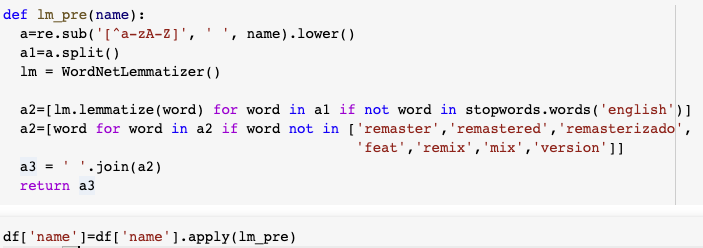 def lm_pre(name):
  a=re.sub('[^a-zA-Z]', ' ', name).lower()
  a1=a.split()
  lm = WordNetLemmatizer()

  a2=[lm.lemmatize(word) for word in a1 if not word in stopwords.words('english')]
  a2=[word for word in a2 if word not in ['remaster','remastered','remasterizado',
                                          'feat','remix','mix','version']]
  a3 = ' '.join(a2)
  return a3

df['name']=df['name'].apply(lm_pre)